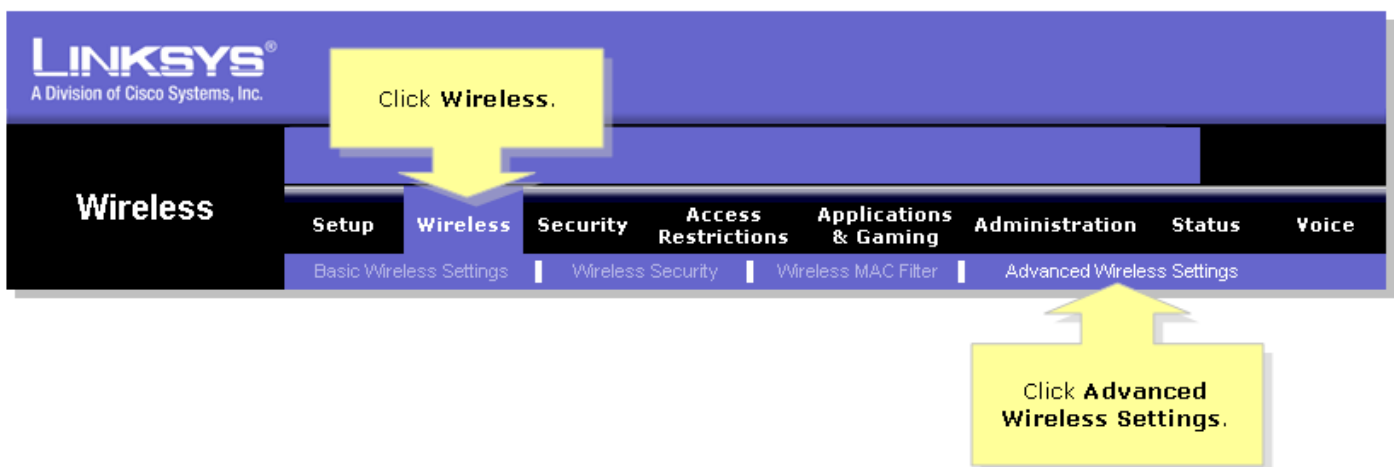 LINKSYS®
A Division of Cisco Systems, Inc.
Click Wireless.
Wireless
Setup Wireless Security Access Restrictions Applications & Gaming Administration Status Voice
Basic Wireless Settings Wireless Security Wireless MAC Filter Advanced Wireless Settings
Click Advanced
Wireless Settings.